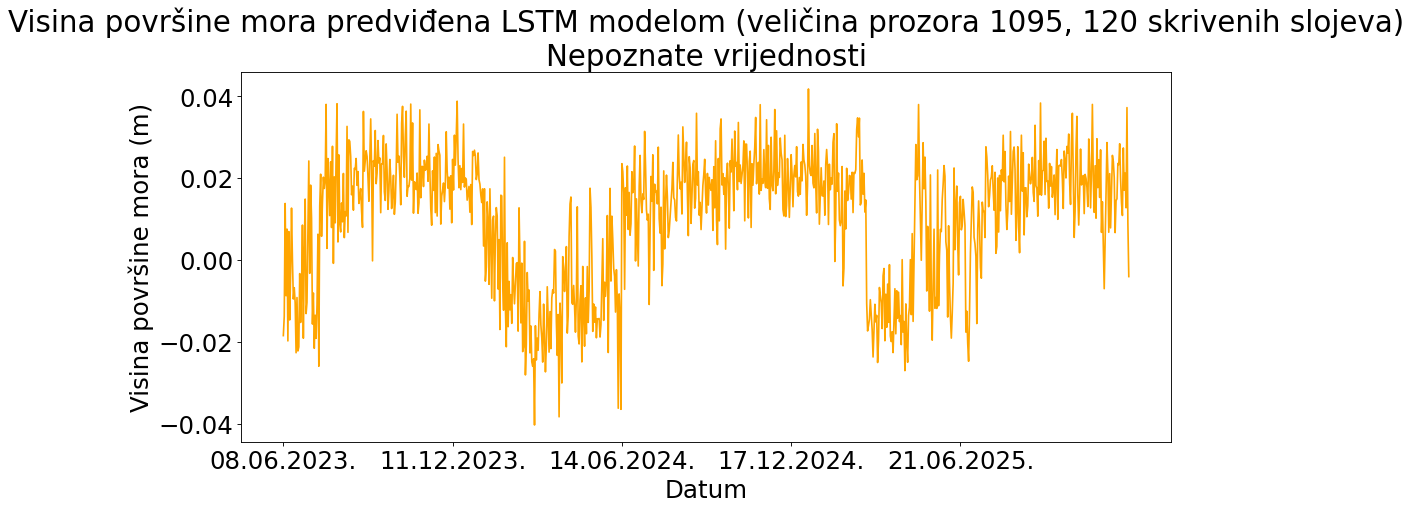 Visina površine mora predviđena LSTM modelom (veličina prozora 1095, 120 skrivenih slojeva)
Nepoznate vrijednosti
Visina površine mora (m)
0.04
0.02
0.00
−0.02
−0.04
08.06.2023. 11.12.2023. 14.06.2024. 17.12.2024. 21.06.2025.
Datum